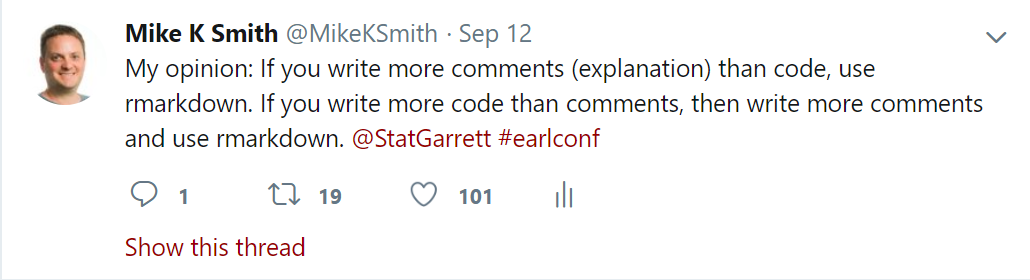 Mike K Smith @MikeKSmith · Sep 12
My opinion: If you write more comments (explanation) than code, use
rmarkdown. If you write more code than comments, then write more comments
and use rmarkdown. @StatGarrett #earlconf
1 19 101
Show this thread